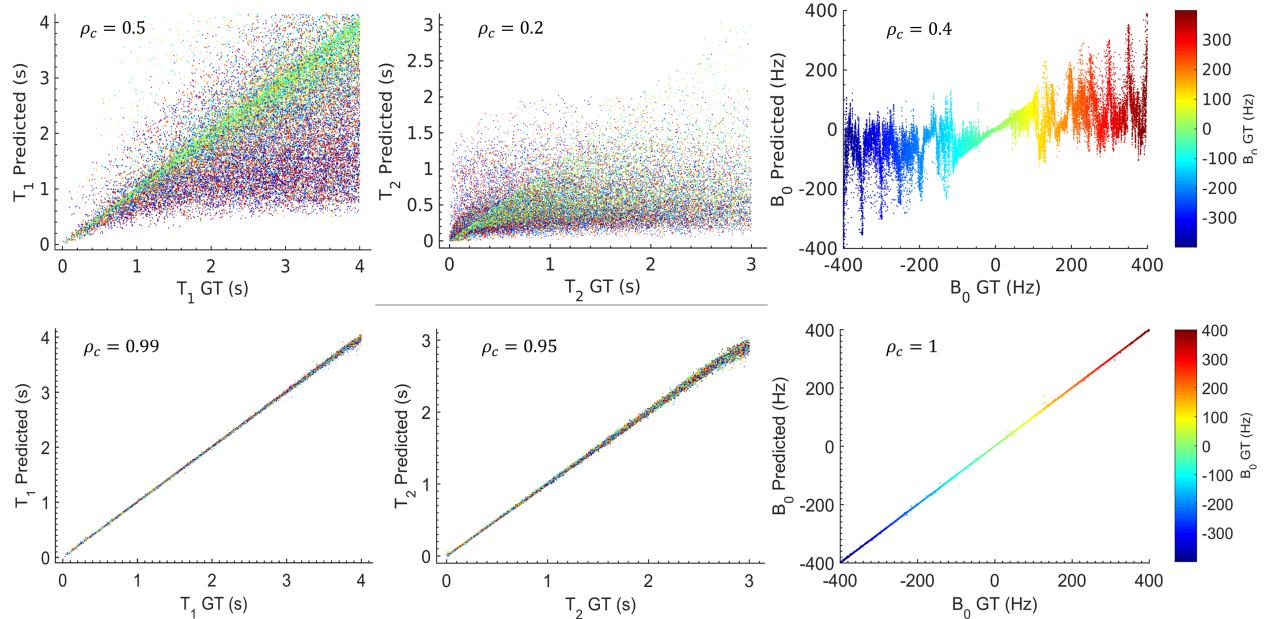 ρc = 0.5
4
3
2
1
0
T1 Predicted (s)
0 1 2 3 4
T1 GT (s)
ρc = 0.2
3
2.5
2
1.5
1
0.5
0
T2 Predicted (s)
0 1 2 3
T2 GT (s)
ρc = 0.4
400
200
0
-200
-400
B0 Predicted (Hz)
-400 -200 0 200 400
B0 GT (Hz)
300
200
100
0
-100
-200
-300
Bn GT (Hz)
ρc = 0.99
4
3
2
1
0
T1 Predicted (s)
0 1 2 3 4
T1 GT (s)
ρc = 0.95
3
2
1
0
T2 Predicted (s)
0 1 2 3
T2 GT (s)
ρc = 1
400
200
0
-200
-400
B0 Predicted (Hz)
-400 -200 0 200 400
B0 GT (Hz)
400
300
200
100
0
-100
-200
-300
B0 GT (Hz)